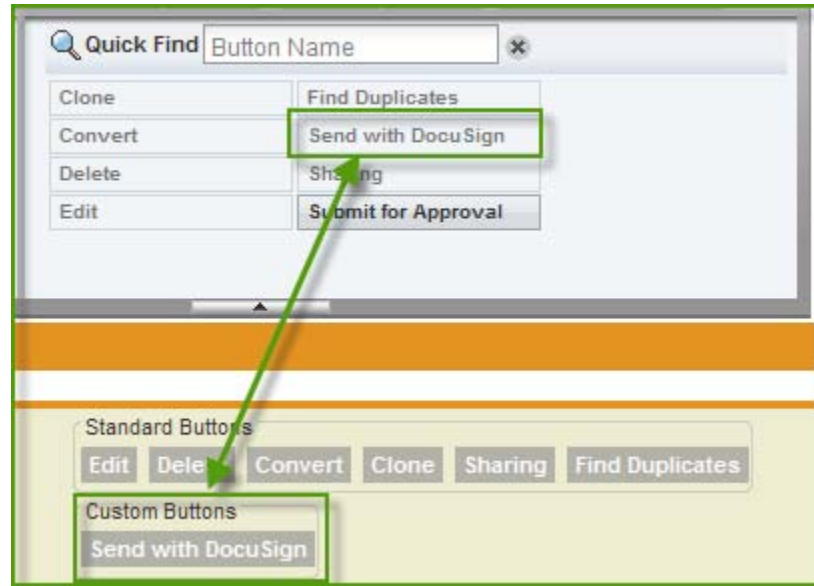 Quick Find Button Name
Clone Find Duplicates
Convert Send with DocuSign
Delete Sharing
Edit Submit for Approval
Standard Buttons
Edit Delete Convert Clone Sharing Find Duplicates
Custom Buttons
Send with DocuSign